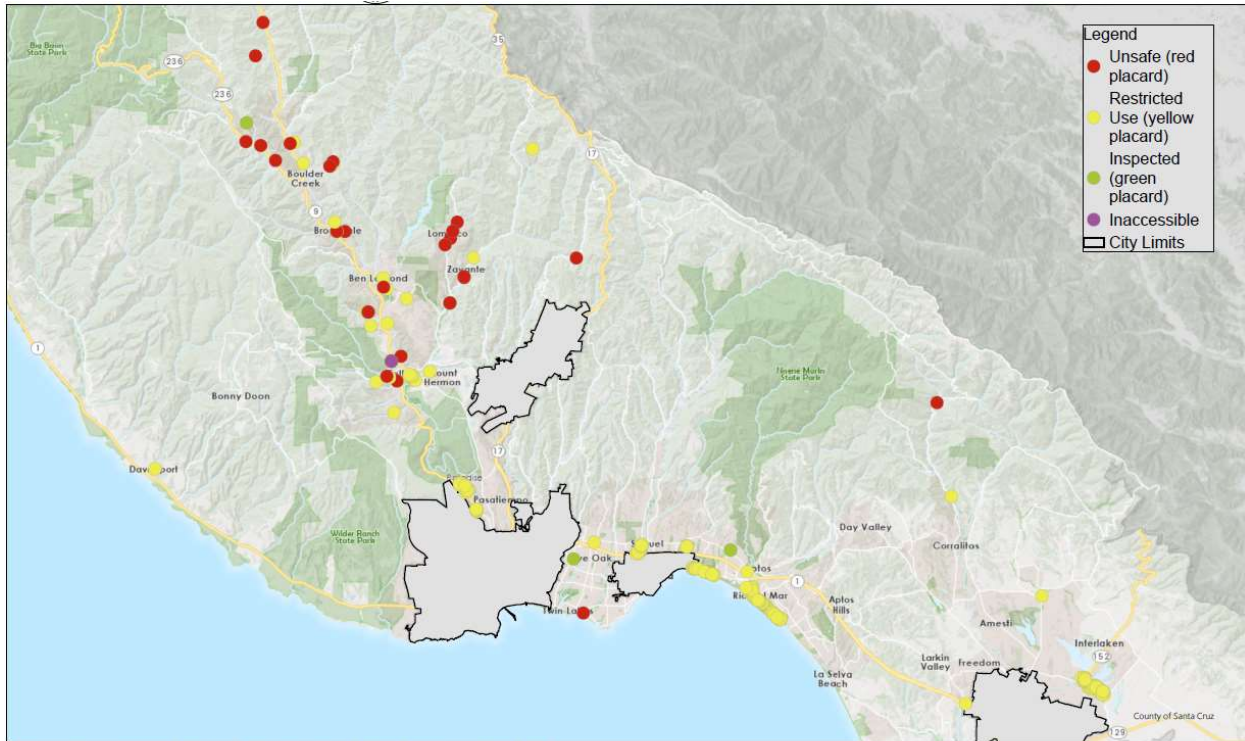 Big Basin
State Park
236
236
35
17
Boulder
Creek
9
Ben Lomond
Zayante
1
Bonny Doon
Mount
Hermon
Nisene Marks
State Park
17
Davenport
Paradise
Pasatiempo
Wilder Ranch
State Park
Twin Lakes
Day Valley
Corralitos
1
Aptos
Hills
Amesti
Interlaken
152
Larkin
Valley
Freedom
La Selva
Beach
County of Santa Cruz
129
Legend
Unsafe (red
placard)
Restricted
Use (yellow
placard)
Inspected
(green
placard)
Inaccessible
City Limits